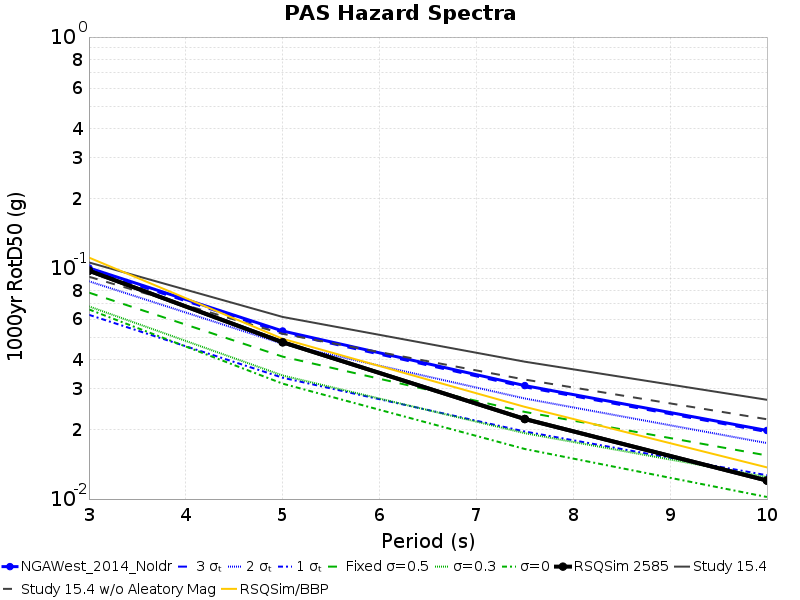 PAS Hazard Spectra
1000yr RotD50 (g)
10^0
8
6
4
3
2
10^-1
8
6
4
3
2
10^-2
3 4 5 6 7 8 9 10
Period (s)
NGAWest_2014_NoIdr 3 σₜ 2 σₜ 1 σₜ Fixed σ=0.5 σ=0.3 σ=0 RSQSim 2585 Study 15.4
Study 15.4 w/o Aleatory Mag RSQSim/BBP